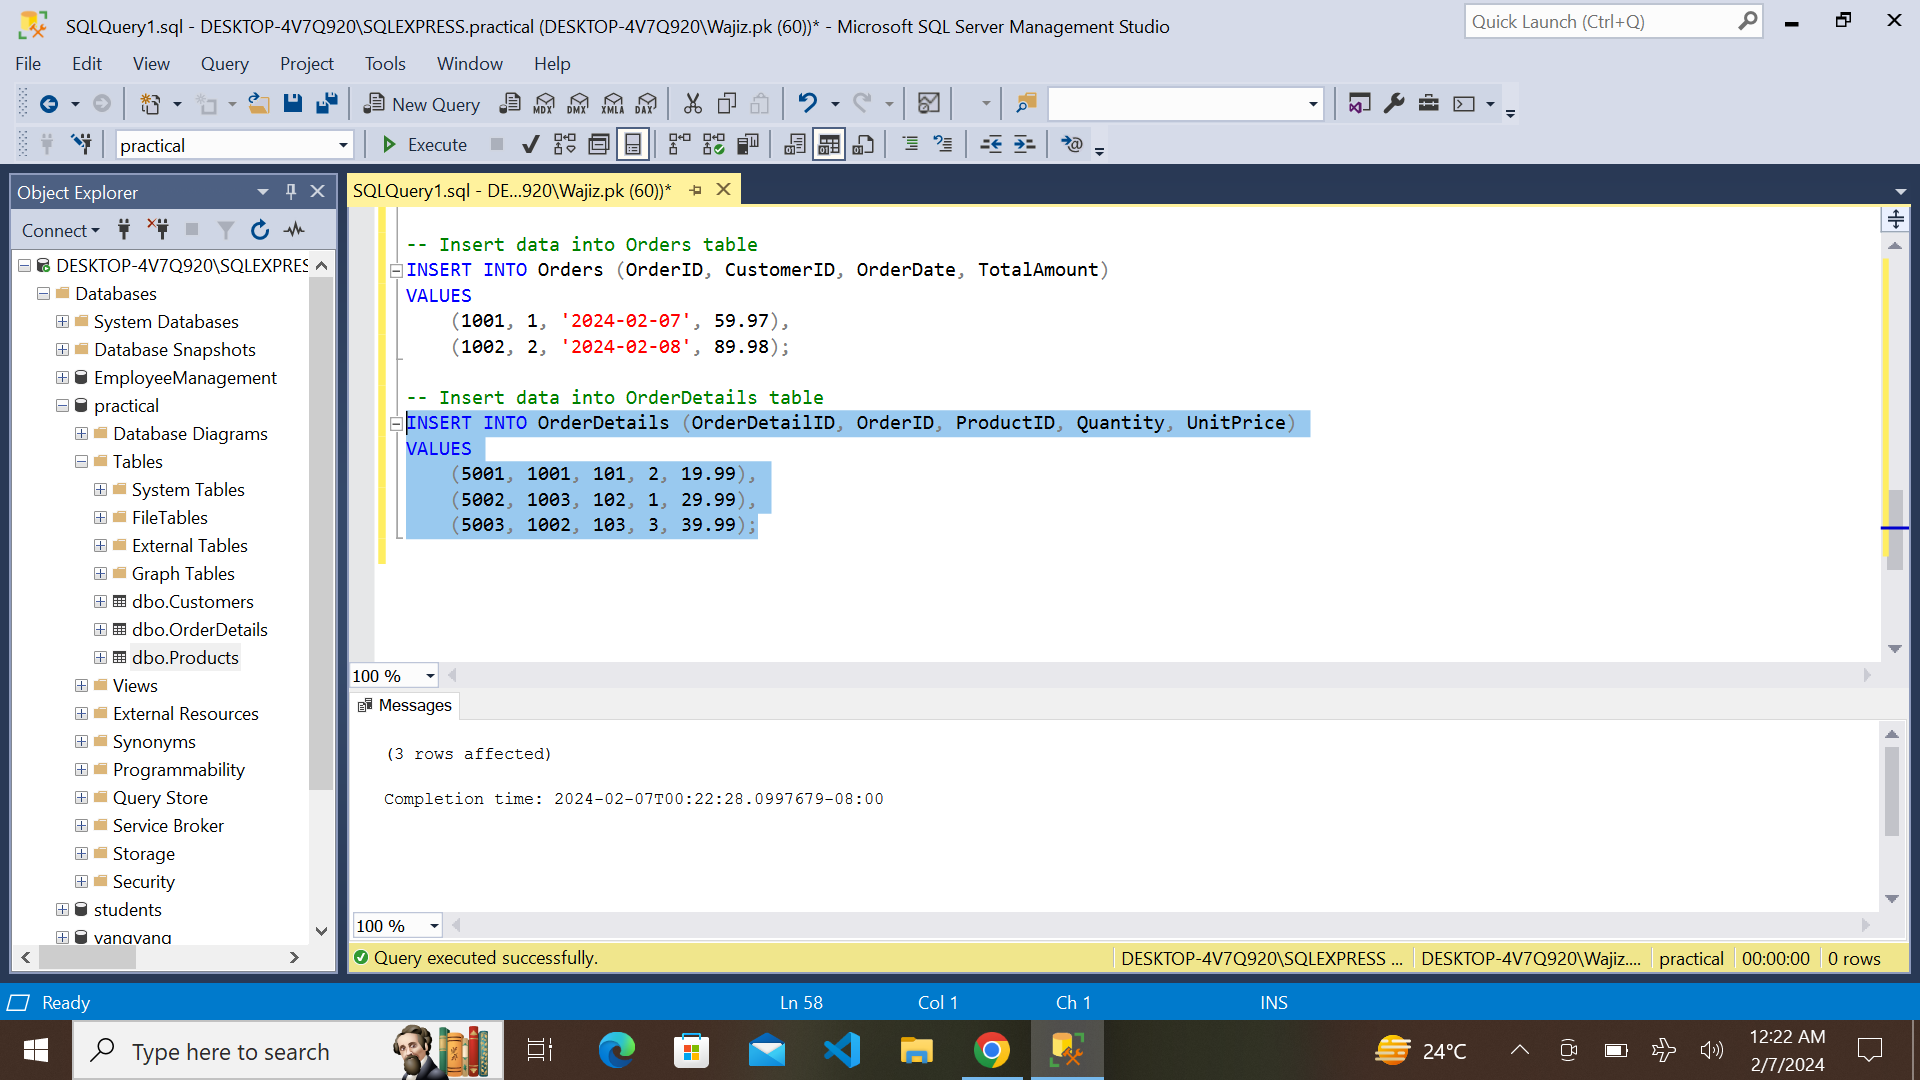 SQLQuery1.sql - DESKTOP-4V7Q920\SQLEXPRESS.practical (DESKTOP-4V7Q920\Wajiz.pk (60))* - Microsoft SQL Server Management Studio
Quick Launch (Ctrl+Q)
File Edit View Query Project Tools Window Help
New Query MDX DMX XMLA DAX
practical Execute
Object Explorer
SQLQuery1.sql - DE...920\Wajiz.pk (60))*
Connect
DESKTOP-4V7Q920\SQLEXPRES
Databases
System Databases
Database Snapshots
EmployeeManagement
practical
Database Diagrams
Tables
System Tables
FileTables
External Tables
Graph Tables
dbo.Customers
dbo.OrderDetails
dbo.Products
Views
External Resources
Synonyms
Programmability
Query Store
Service Broker
Storage
Security
students
yangyang
-- Insert data into Orders table
INSERT INTO Orders (OrderID, CustomerID, OrderDate, TotalAmount)
VALUES
(1001, 1, '2024-02-07', 59.97),
(1002, 2, '2024-02-08', 89.98);
-- Insert data into OrderDetails table
INSERT INTO OrderDetails (OrderDetailID, OrderID, ProductID, Quantity, UnitPrice)
VALUES
(5001, 1001, 101, 2, 19.99),
(5002, 1003, 102, 1, 29.99),
(5003, 1002, 103, 3, 39.99);
100 %
Messages
(3 rows affected)
Completion time: 2024-02-07T00:22:28.0997679-08:00
100 %
Query executed successfully. DESKTOP-4V7Q920\SQLEXPRESS ... DESKTOP-4V7Q920\Wajiz.... practical 00:00:00 0 rows
Ready Ln 58 Col 1 Ch 1 INS
Type here to search
24°C
12:22 AM
2/7/2024